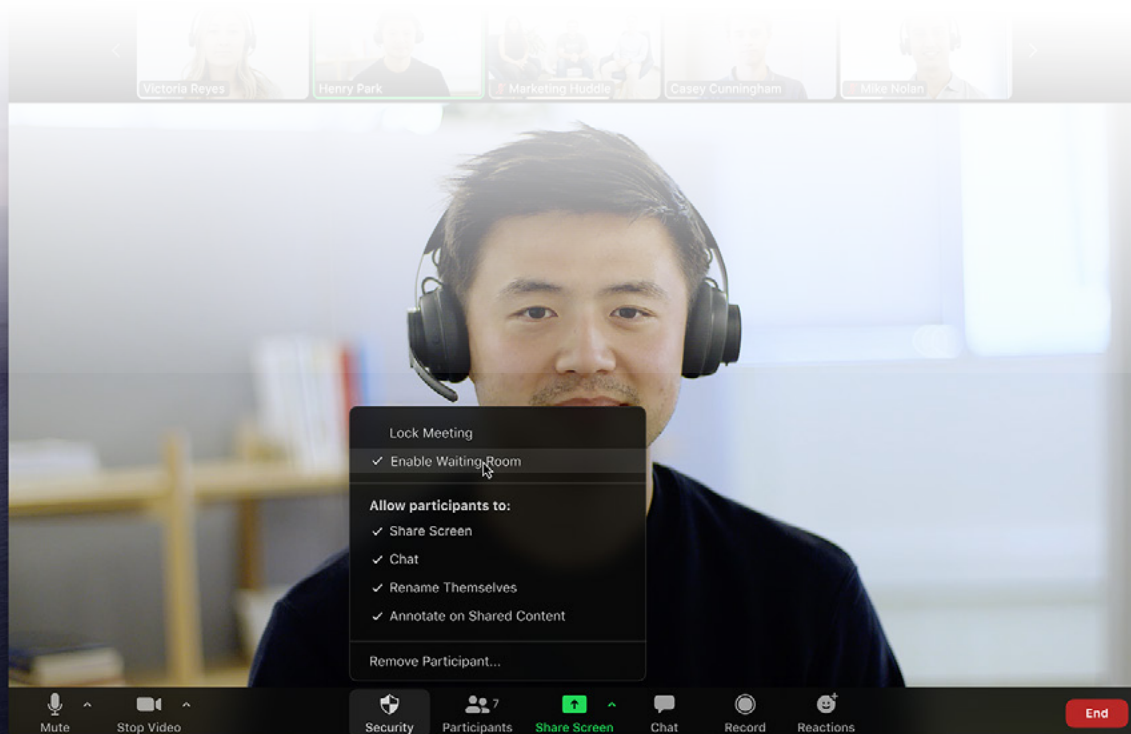 Victoria Reyes
Henry Park
Marketing Huddle
Casey Cunningham
Mike Nolan
Lock Meeting
✓ Enable Waiting Room
Allow participants to:
✓ Share Screen
✓ Chat
✓ Rename Themselves
✓ Annotate on Shared Content
Remove Participant...
7
Mute
Stop Video
Security
Participants
Share Screen
Chat
Record
Reactions
End